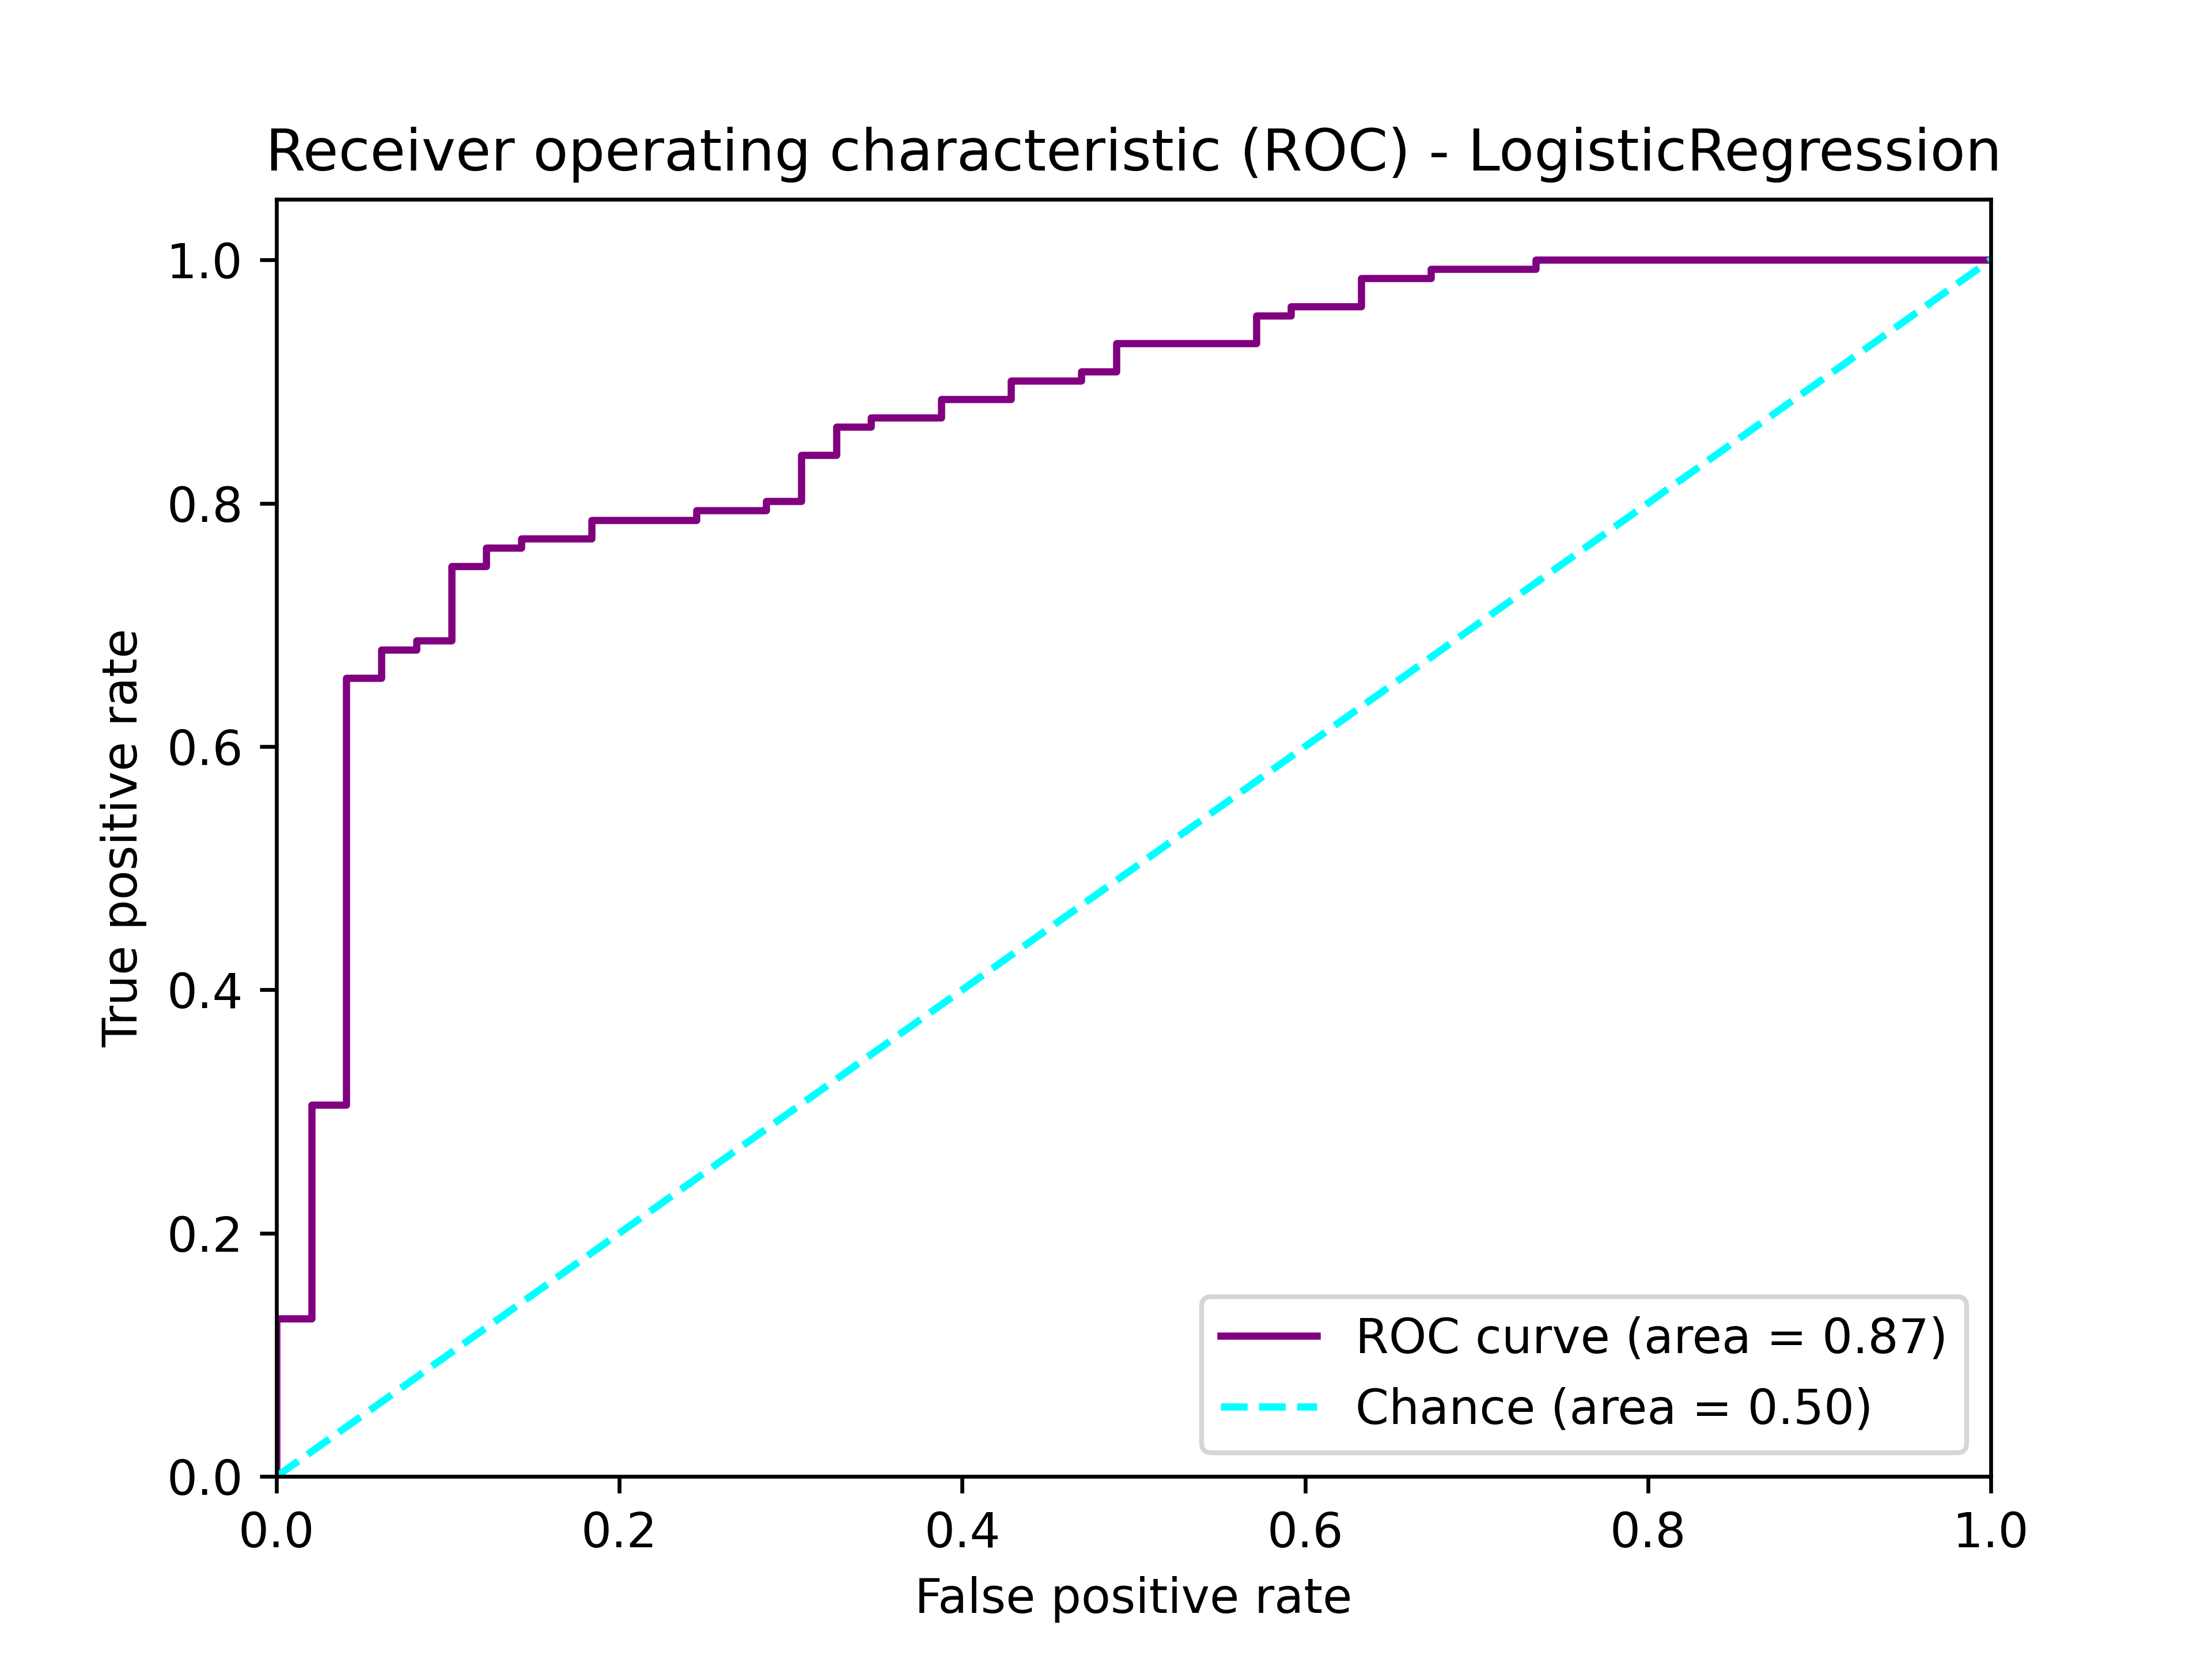 Receiver operating characteristic (ROC) - LogisticRegression
1.0
0.8
0.6
0.4
0.2
0.0
True positive rate
ROC curve (area = 0.87)
Chance (area = 0.50)
0.0 0.2 0.4 0.6 0.8 1.0
False positive rate